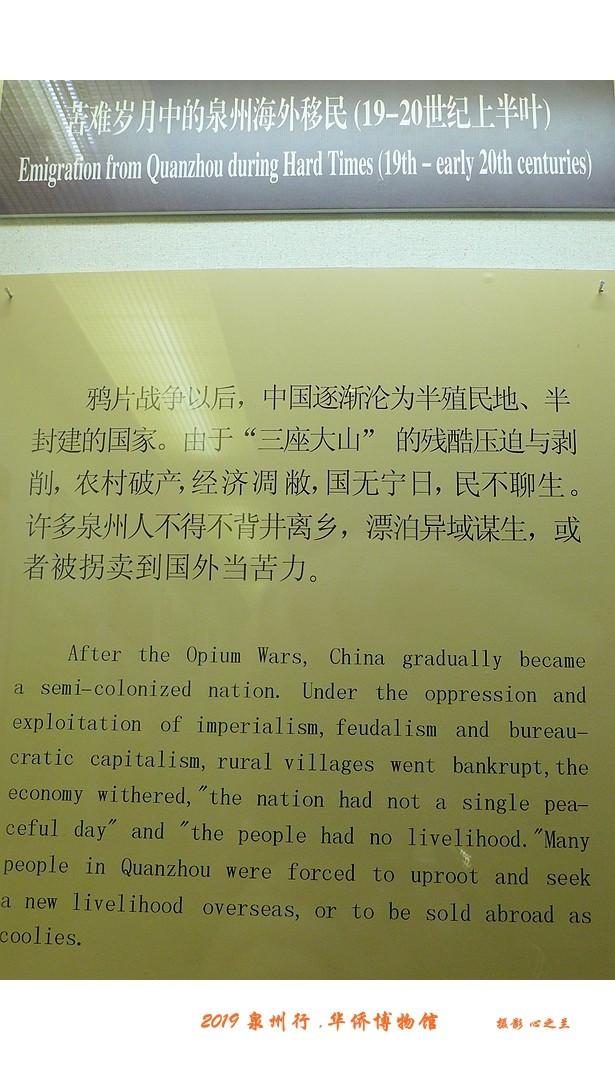 苦难岁月中的泉州海外移民 (19-20世纪上半叶)
Emigration from Quanzhou during Hard Times (19th - early 20th centuries)
鸦片战争以后，中国逐渐沦为半殖民地、半
封建的国家。由于“三座大山” 的残酷压迫与剥
削，农村破产,经济凋敝,国无宁日，民不聊生。
许多泉州人不得不背井离乡，漂泊异域谋生，或
者被拐卖到国外当苦力。
After the Opium Wars, China gradually became
a semi-colonized nation. Under the oppression and
exploitation of imperialism, feudalism and bureau-
cratic capitalism, rural villages went bankrupt, the
economy withered, "the nation had not a single pea-
ceful day" and "the people had no livelihood. "Many
people in Quanzhou were forced to uproot and seek
a new livelihood overseas, or to be sold abroad as
coolies.
2019 泉州行 . 华侨博物馆
摄影 心之兰